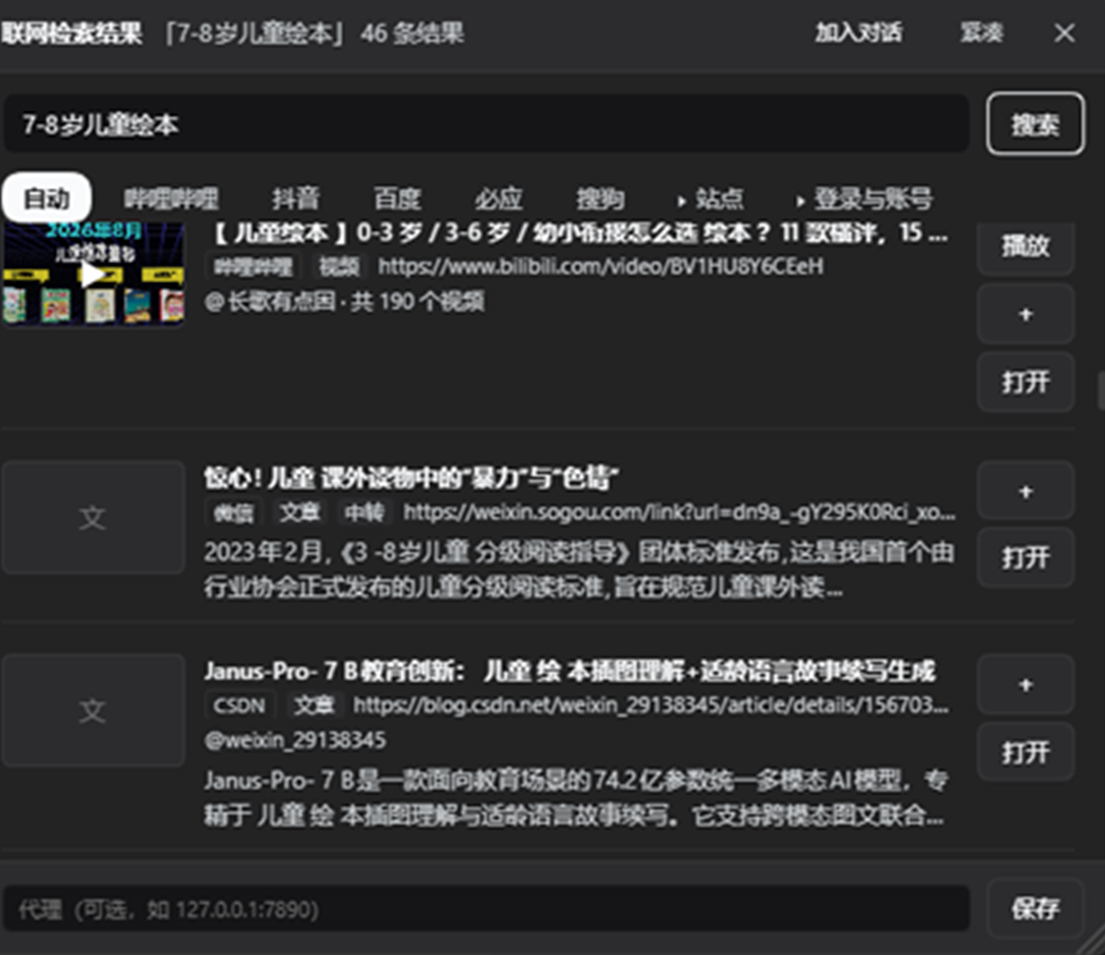 联网检索结果 「7-8岁儿童绘本」 46 条结果 加入对话 紧凑 ×
7-8岁儿童绘本 搜索
自动 哔哩哔哩 抖音 百度 必应 搜狗 ▸ 站点 ▸ 登录与账号
2026年8月
【 儿童绘本 】0-3 岁 / 3-6 岁 / 幼小衔接怎么选 绘本？11 款横评，15 ... 播放
哔哩哔哩 视频 https://www.bilibili.com/video/BV1HU8Y6CEeH
@长歌有点困 · 共 190 个视频
+
打开
惊心! 儿童 课外读物中的"暴力"与"色情"
文 微信 文章 中转 https://weixin.sogou.com/link?url=dn9a_-gY295K0Rci_xo... +
2023年2月,《3 -8岁儿童 分级阅读指导》团体标准发布,这是我国首个由 打开
行业协会正式发布的儿童分级阅读标准,旨在规范儿童课外读...
Janus-Pro- 7 B教育创新： 儿童 绘 本插图理解+适龄语言故事续写生成
文 CSDN 文章 https://blog.csdn.net/weixin_29138345/article/details/156703... +
@weixin_29138345 打开
Janus-Pro- 7 B是一款面向教育场景的74.2亿参数统一多模态AI模型，专
精于 儿童 绘 本插图理解与适龄语言故事续写。它支持跨模态图文联合...
代理（可选，如 127.0.0.1:7890） 保存